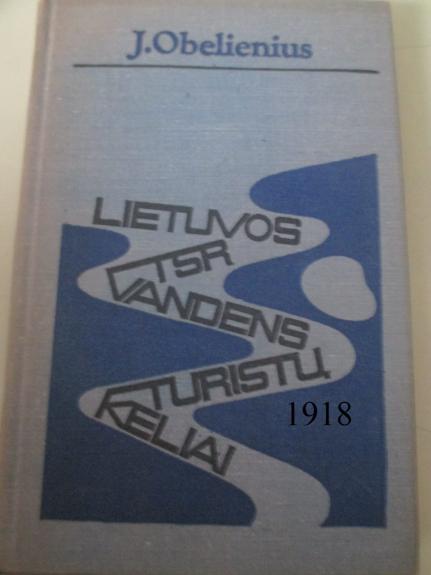 J.Obelienius
LIETUVOS
TSR
VANDENS
TURISTŲ
KELIAI
1918